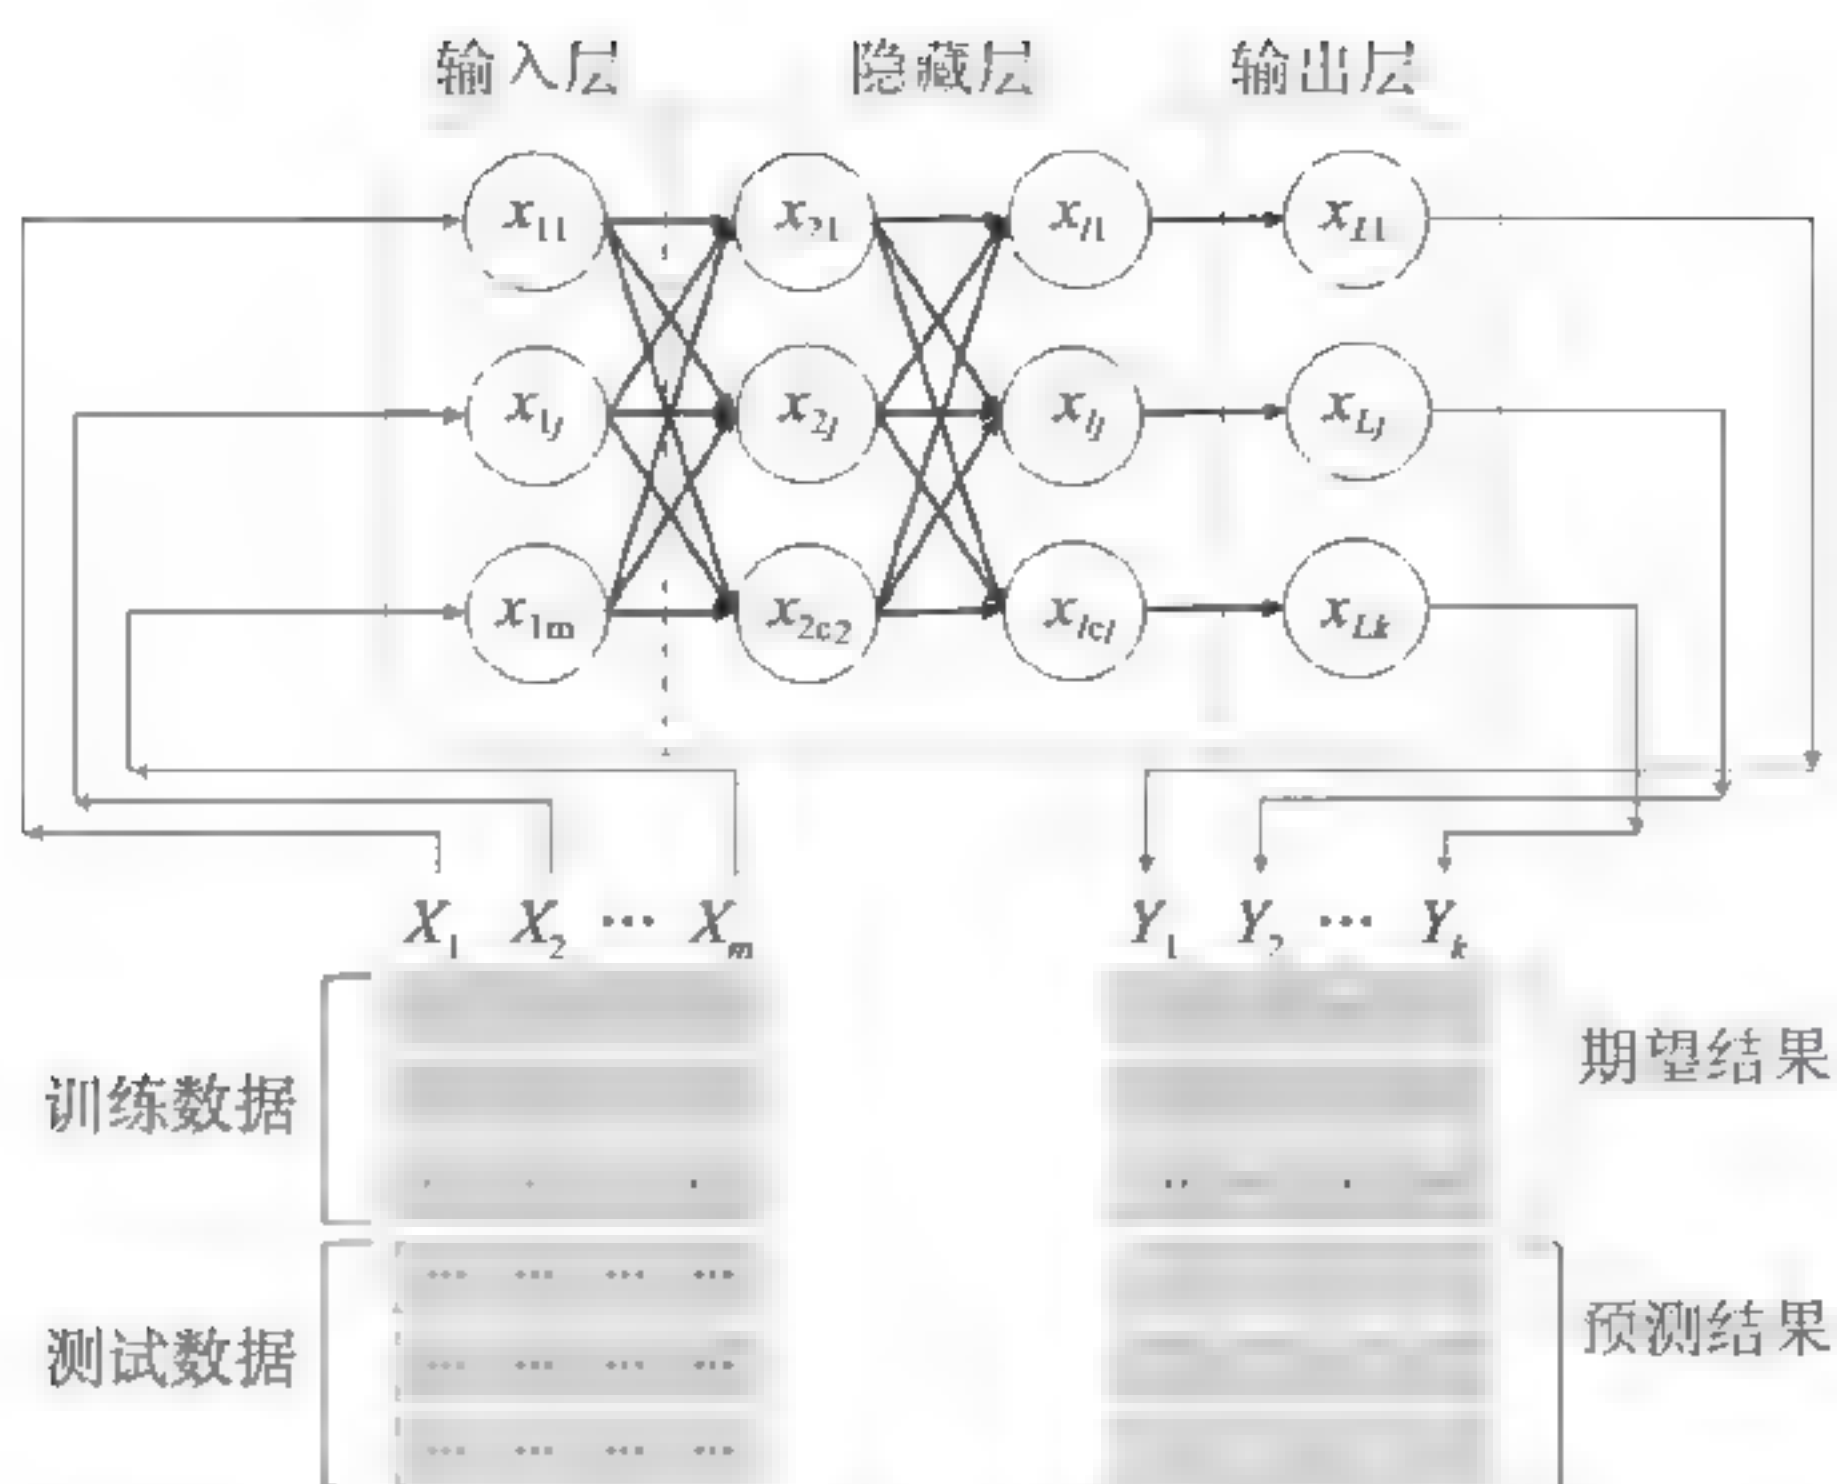 输入层 隐藏层 输出层
x11 x21 xl1 xL1
x1j x2j xlj xLj
x1m x2c2 xlcl xLk
X1 X2 … Xm Y1 Y2 … Yk
期望结果
训练数据
预测结果
测试数据
… … … …
… … … …
… … … …